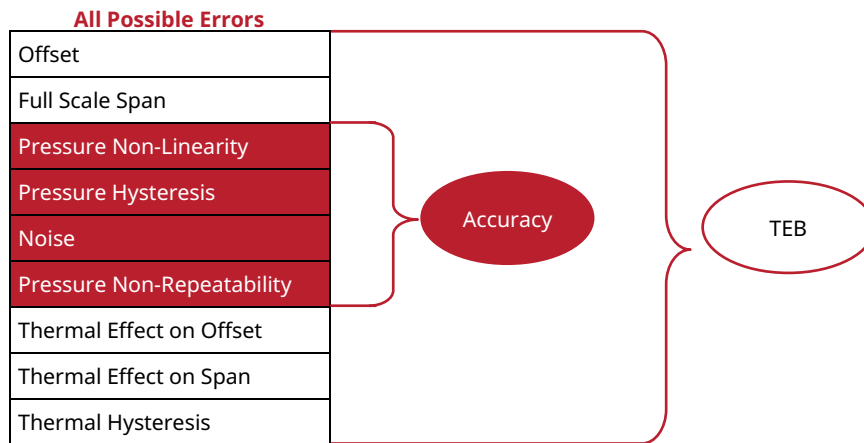 All Possible Errors
Offset
Full Scale Span
Pressure Non-Linearity
Pressure Hysteresis
Noise
Pressure Non-Repeatability
Thermal Effect on Offset
Thermal Effect on Span
Thermal Hysteresis
Accuracy
TEB